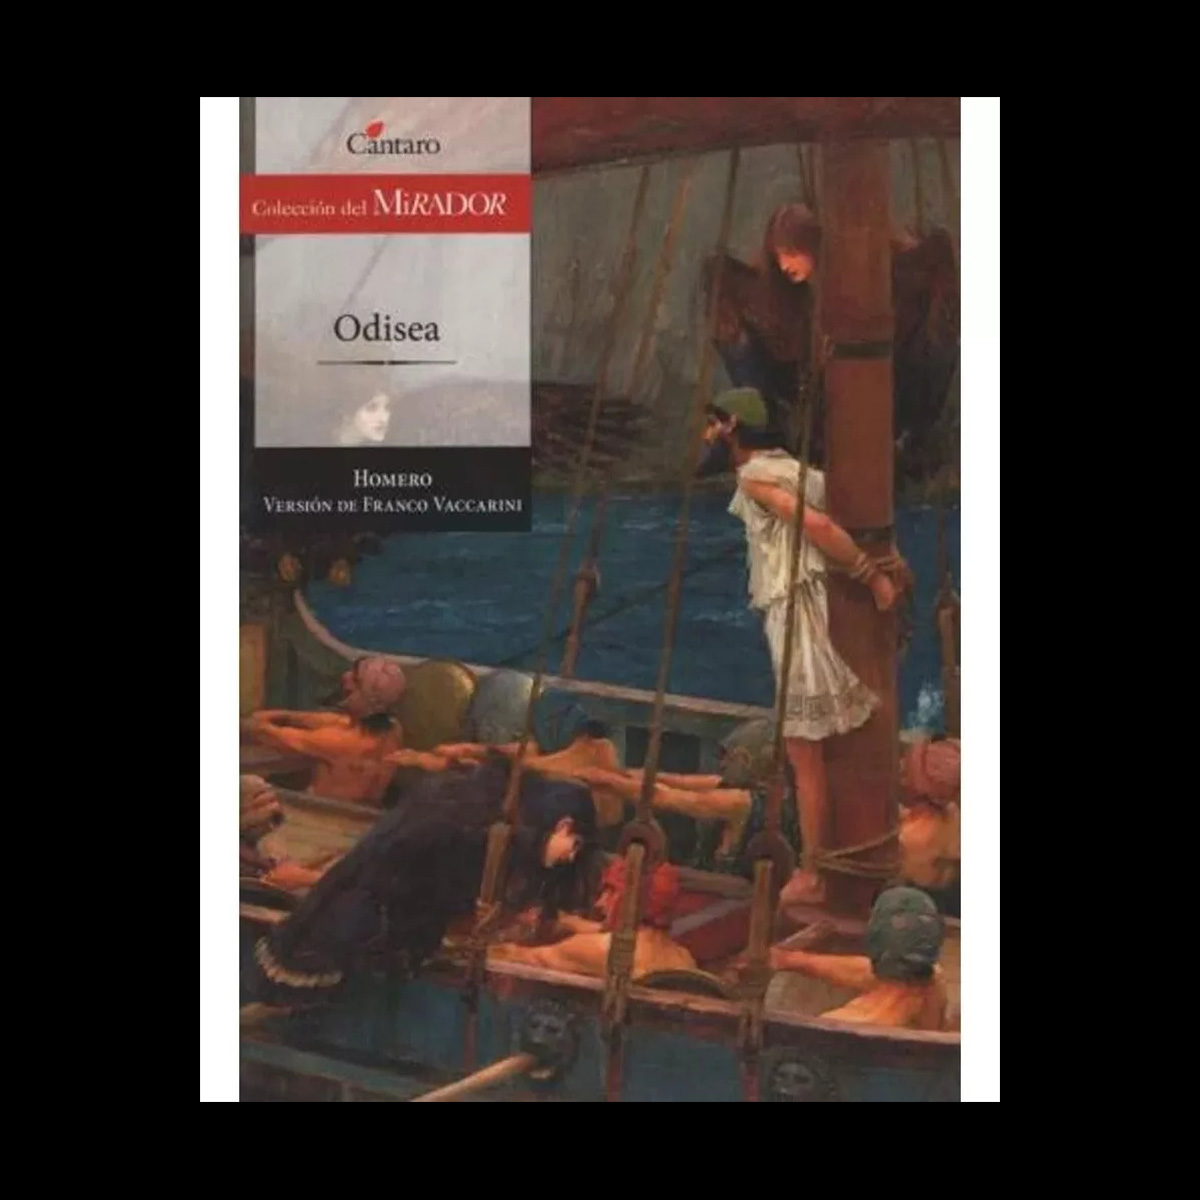 Cántaro
Colección del MiRADOR
Odisea
HOMERO
VERSIÓN DE FRANCO VACCARINI